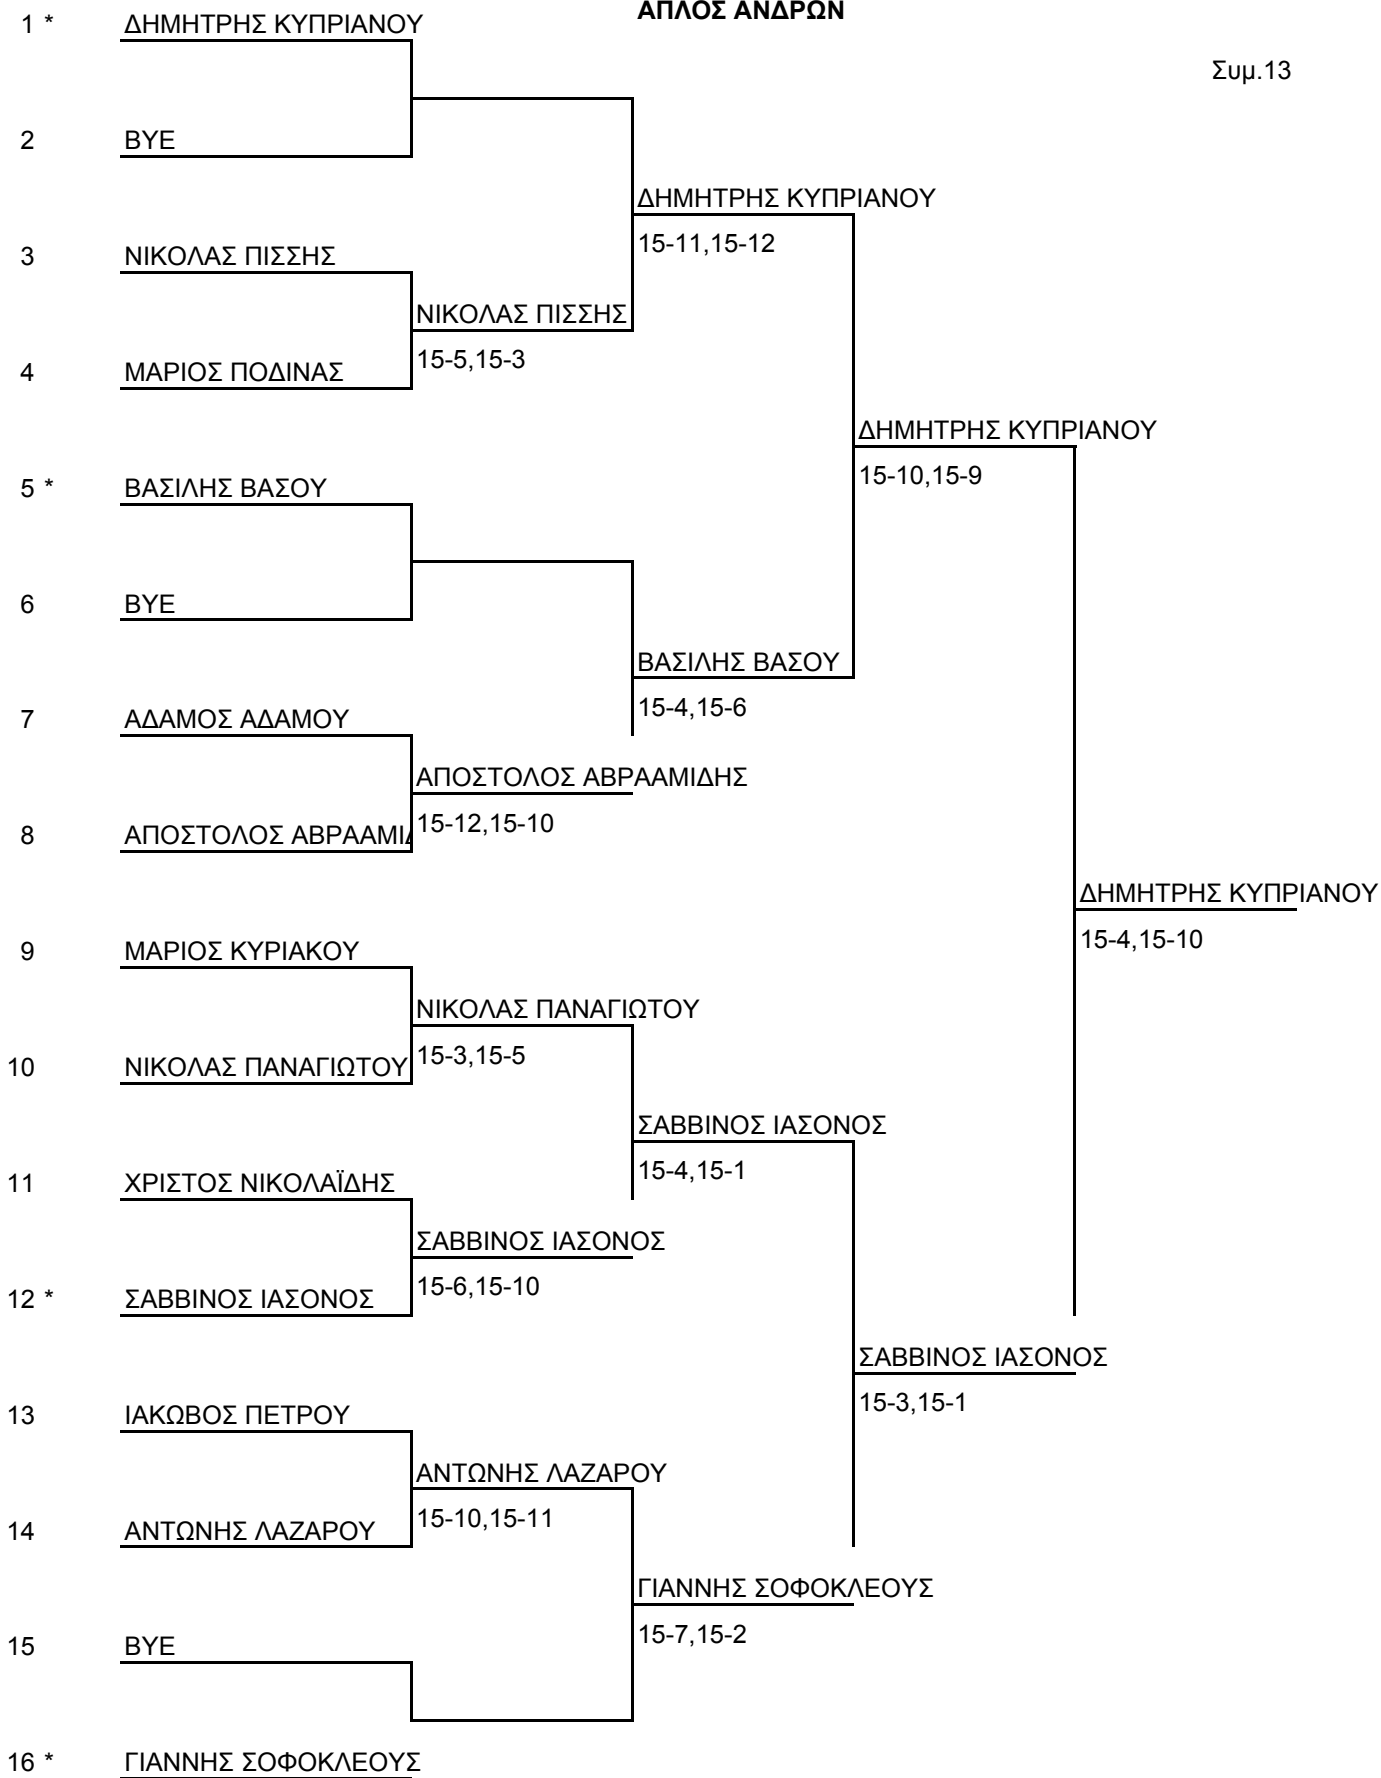 ΑΠΛΟΣ ΑΝΔΡΩΝ
1 * ΔΗΜΗΤΡΗΣ ΚΥΠΡΙΑΝΟΥ
Συμ.13
2 BYE
ΔΗΜΗΤΡΗΣ ΚΥΠΡΙΑΝΟΥ
15-11,15-12
3 ΝΙΚΟΛΑΣ ΠΙΣΣΗΣ
ΝΙΚΟΛΑΣ ΠΙΣΣΗΣ
15-5,15-3
4 ΜΑΡΙΟΣ ΠΟΔΙΝΑΣ
ΔΗΜΗΤΡΗΣ ΚΥΠΡΙΑΝΟΥ
15-10,15-9
5 * ΒΑΣΙΛΗΣ ΒΑΣΟΥ
6 BYE
ΒΑΣΙΛΗΣ ΒΑΣΟΥ
15-4,15-6
7 ΑΔΑΜΟΣ ΑΔΑΜΟΥ
ΑΠΟΣΤΟΛΟΣ ΑΒΡΑΑΜΙΔΗΣ
15-12,15-10
8 ΑΠΟΣΤΟΛΟΣ ΑΒΡΑΑΜΙΔ
ΔΗΜΗΤΡΗΣ ΚΥΠΡΙΑΝΟΥ
15-4,15-10
9 ΜΑΡΙΟΣ ΚΥΡΙΑΚΟΥ
ΝΙΚΟΛΑΣ ΠΑΝΑΓΙΩΤΟΥ
15-3,15-5
10 ΝΙΚΟΛΑΣ ΠΑΝΑΓΙΩΤΟΥ
ΣΑΒΒΙΝΟΣ ΙΑΣΟΝΟΣ
15-4,15-1
11 ΧΡΙΣΤΟΣ ΝΙΚΟΛΑΪΔΗΣ
ΣΑΒΒΙΝΟΣ ΙΑΣΟΝΟΣ
15-6,15-10
12 * ΣΑΒΒΙΝΟΣ ΙΑΣΟΝΟΣ
ΣΑΒΒΙΝΟΣ ΙΑΣΟΝΟΣ
15-3,15-1
13 ΙΑΚΩΒΟΣ ΠΕΤΡΟΥ
ΑΝΤΩΝΗΣ ΛΑΖΑΡΟΥ
15-10,15-11
14 ΑΝΤΩΝΗΣ ΛΑΖΑΡΟΥ
ΓΙΑΝΝΗΣ ΣΟΦΟΚΛΕΟΥΣ
15-7,15-2
15 BYE
16 * ΓΙΑΝΝΗΣ ΣΟΦΟΚΛΕΟΥΣ